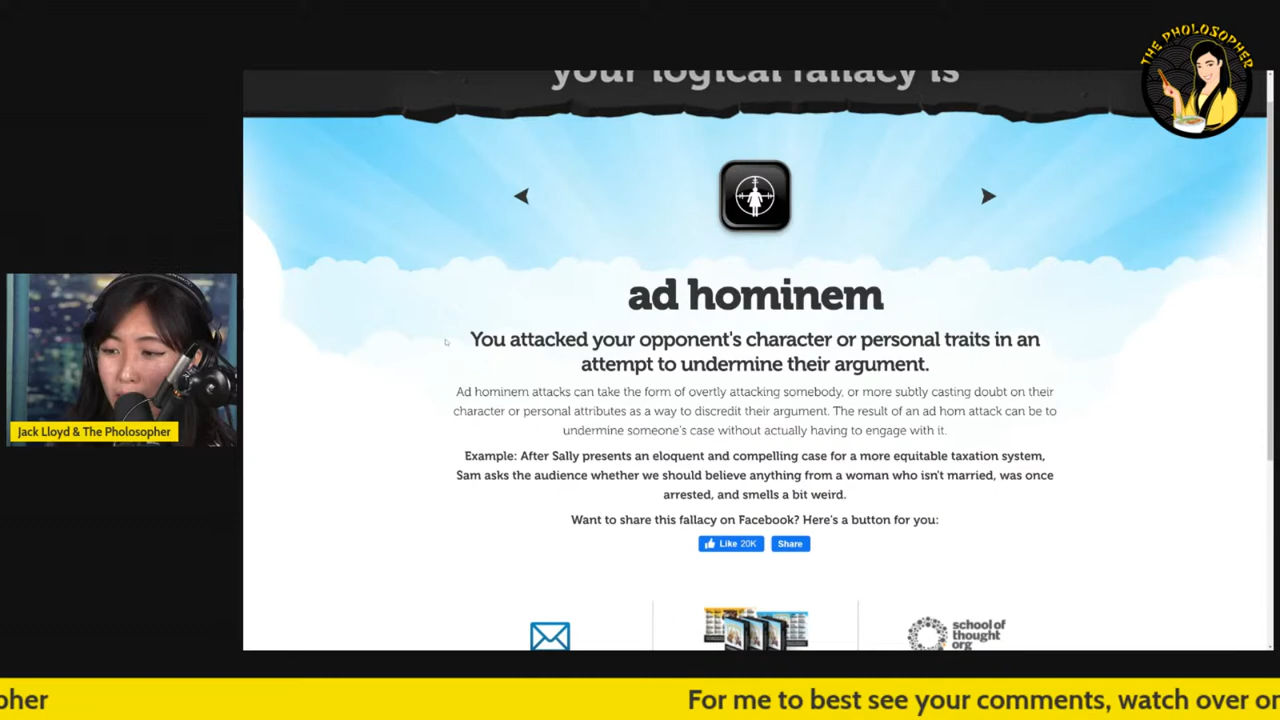 THE PHOLOSOPHER
your logical fallacy is
ad hominem
You attacked your opponent's character or personal traits in an
attempt to undermine their argument.
Ad hominem attacks can take the form of overtly attacking somebody, or more subtly casting doubt on their
character or personal attributes as a way to discredit their argument. The result of an ad hom attack can be to
undermine someone's case without actually having to engage with it.
Example: After Sally presents an eloquent and compelling case for a more equitable taxation system,
Sam asks the audience whether we should believe anything from a woman who isn't married, was once
arrested, and smells a bit weird.
Want to share this fallacy on Facebook? Here's a button for you:
Like 20K
Share
school of
thought
org
Jack Lloyd & The Pholosopher
pher
For me to best see your comments, watch over on